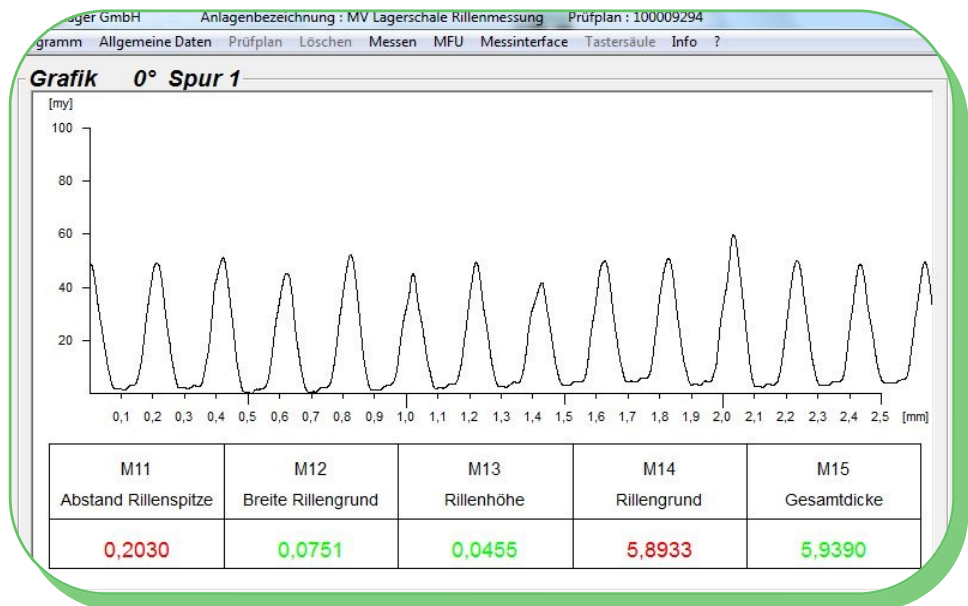 GmbH Anlagenbezeichnung : MV Lagerschale Rillenmessung Prüfplan : 100009294
Allgemeine Daten Prüfplan Löschen Messen MFU Messinterface Tastersäule Info ?
Grafik 0° Spur 1
[my]
100
80
60
40
20
0,1 0,2 0,3 0,4 0,5 0,6 0,7 0,8 0,9 1,0 1,1 1,2 1,3 1,4 1,5 1,6 1,7 1,8 1,9 2,0 2,1 2,2 2,3 2,4 2,5 [mm]
M11 M12 M13 M14 M15
Abstand Rillenspitze Breite Rillengrund Rillenhöhe Rillengrund Gesamtdicke
0,2030 0,0751 0,0455 5,8933 5,9390